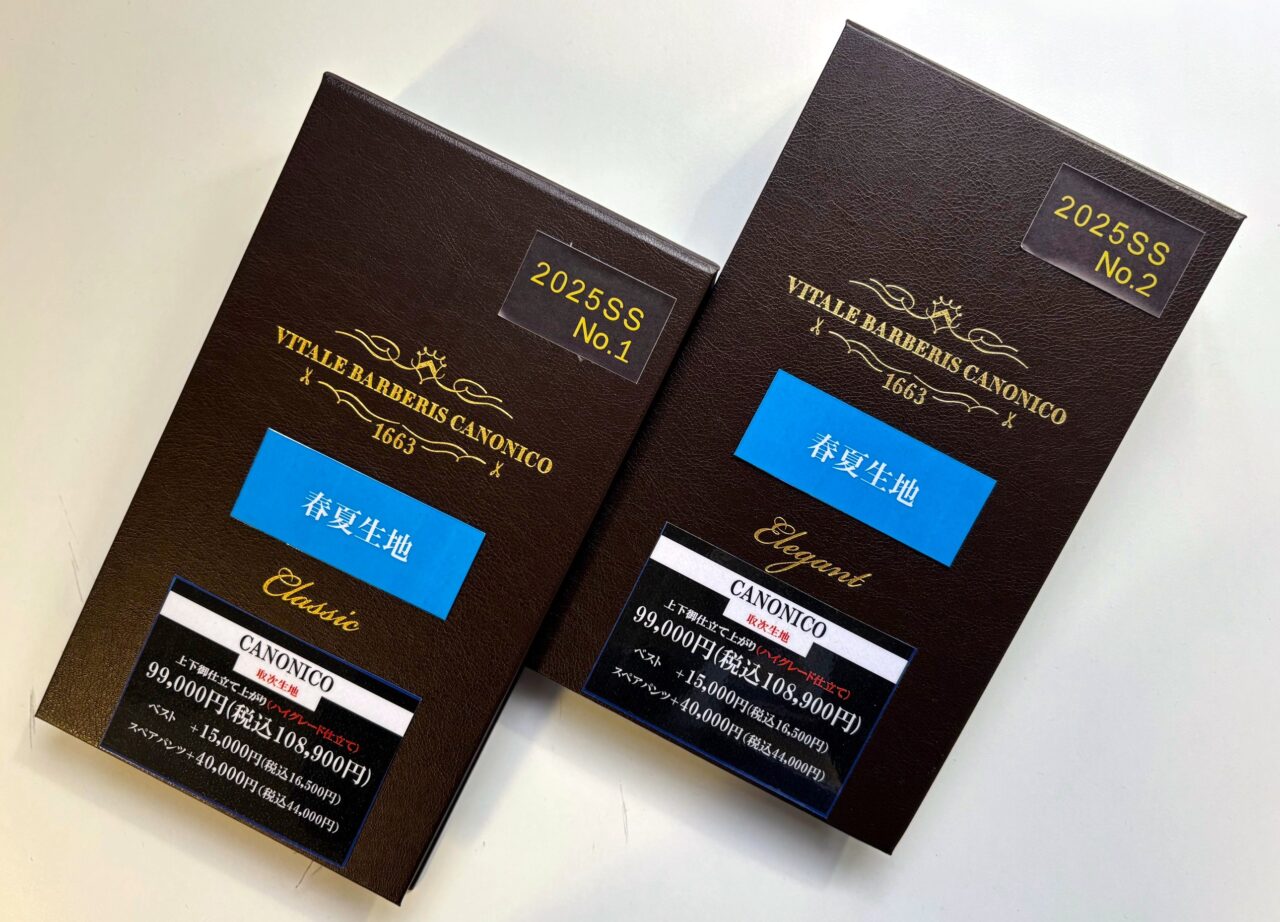 2025SS
No.1
VITALE BARBERIS CANONICO
1663
春夏生地
Classic
CANONICO
取次生地
上下御仕立て上がり(ハイグレード仕立て)
99,000円(税込108,900円)
ベスト +15,000円(税込16,500円)
スペアパンツ+40,000円(税込44,000円)
2025SS
No.2
VITALE BARBERIS CANONICO
1663
春夏生地
Elegant
CANONICO
取次生地
上下御仕立て上がり(ハイグレード仕立て)
99,000円(税込108,900円)
ベスト +15,000円(税込16,500円)
スペアパンツ+40,000円(税込44,000円)